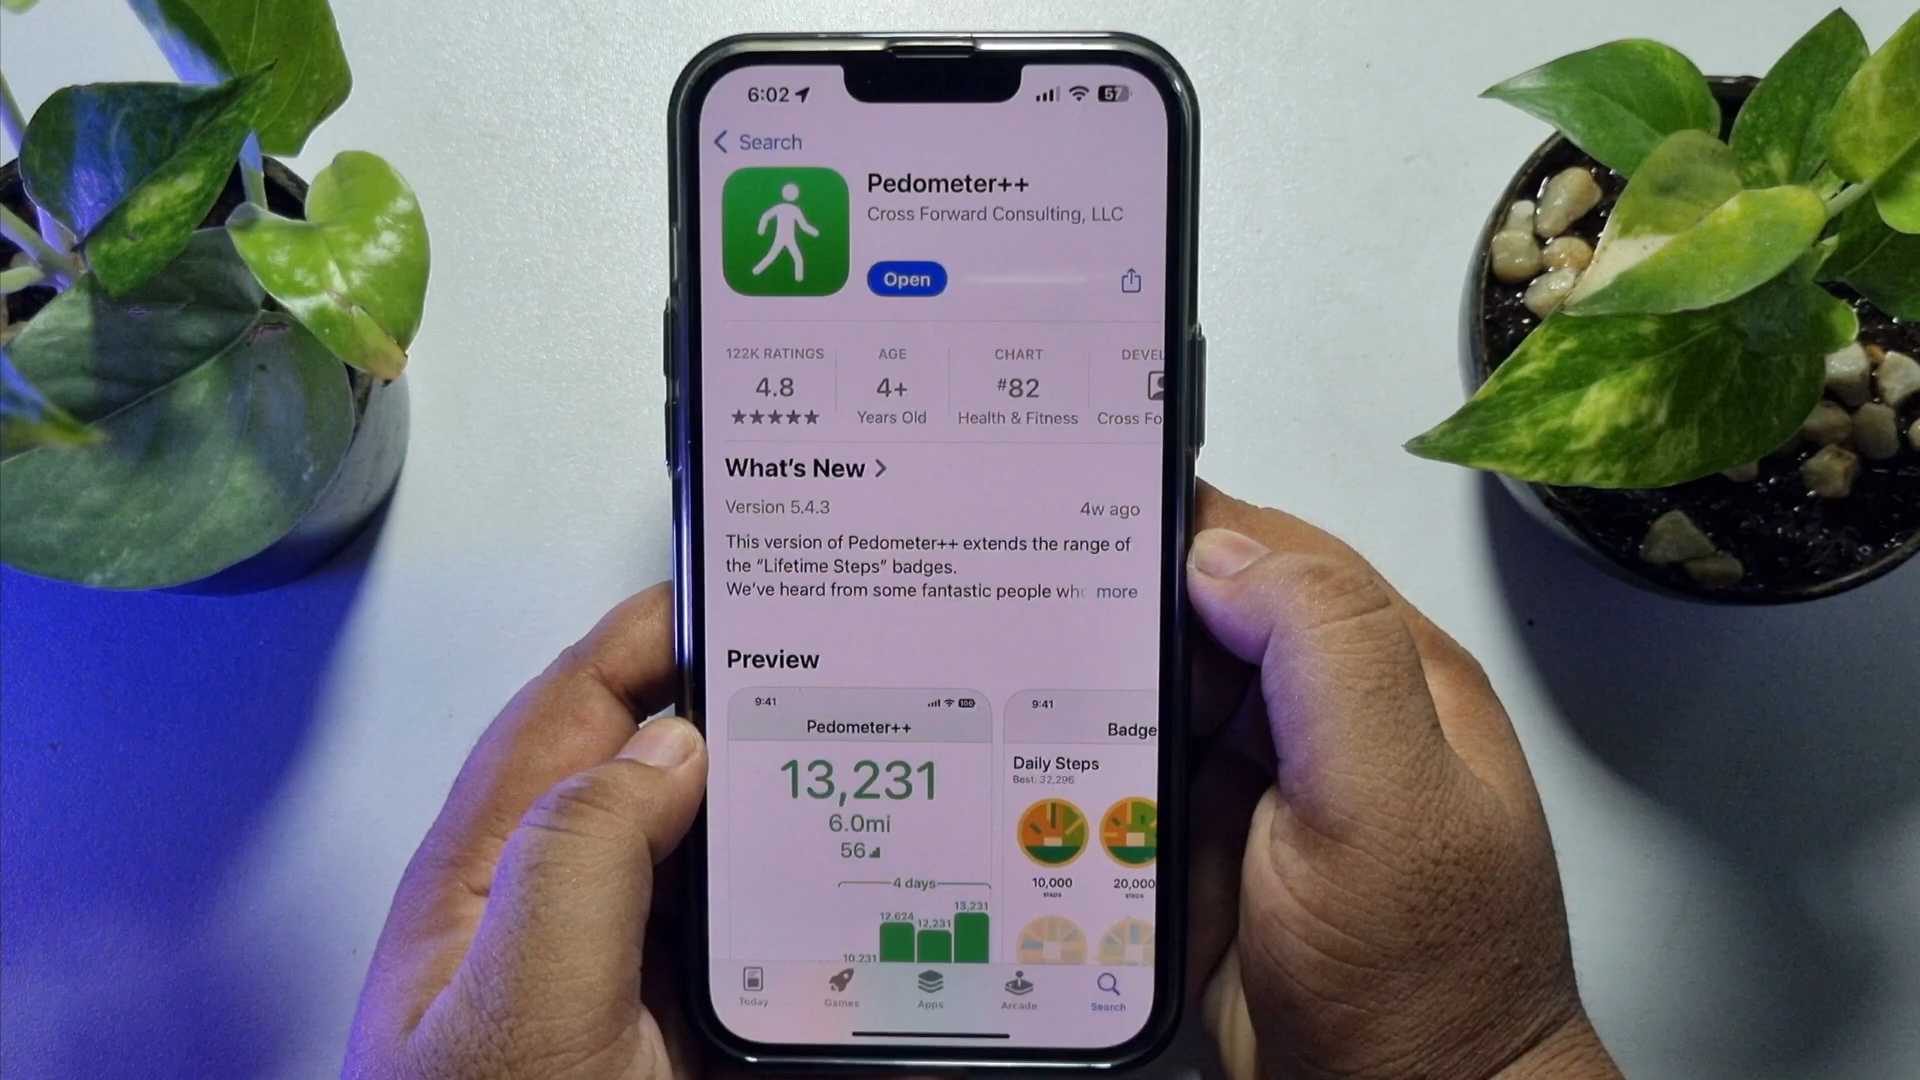 6:02
57
Search
Pedometer++
Cross Forward Consulting, LLC
Open
122K RATINGS
4.8
AGE
4+
Years Old
CHART
#82
Health & Fitness
DEVEL
Cross Fo
What's New
Version 5.4.3
4w ago
This version of Pedometer++ extends the range of
the “Lifetime Steps” badges.
We've heard from some fantastic people who more
Preview
9:41
100
Pedometer++
13,231
6.0mi
56
4 days
12,624
12,231
13,231
10,231
9:41
Badge
Daily Steps
Best: 32,296
10,000
steps
20,000
steps
Today
Games
Apps
Arcade
Search